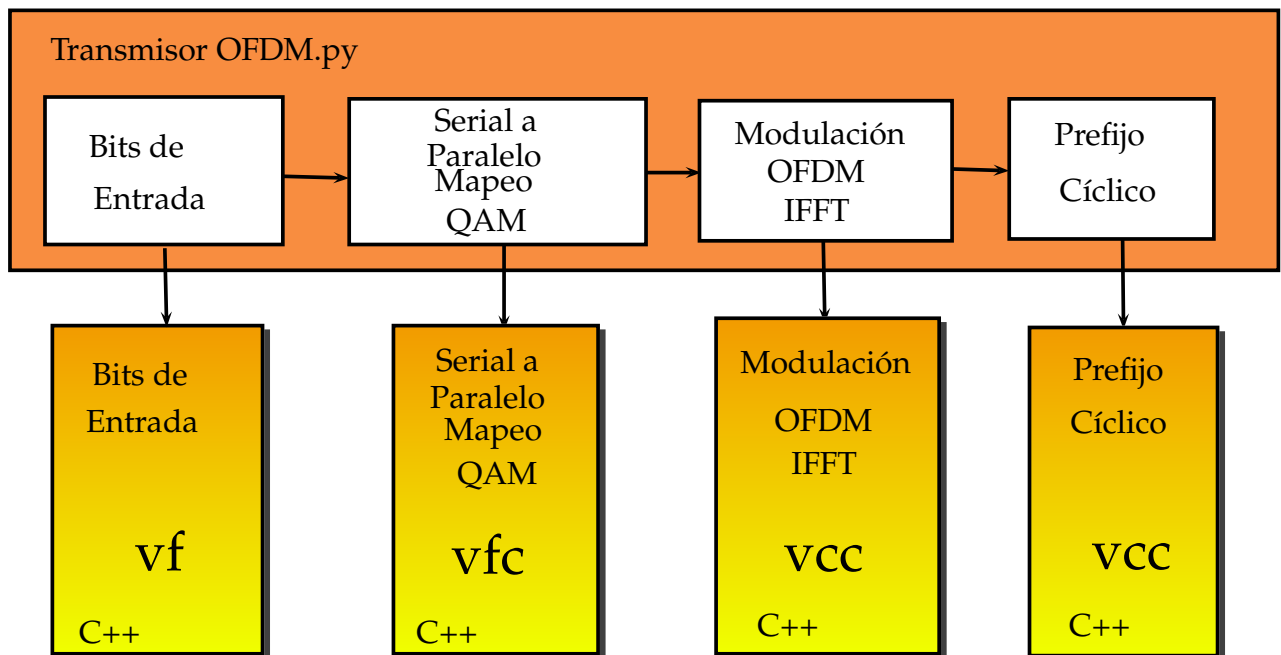 Transmisor OFDM.py
Bits de
Entrada
Serial a
Paralelo
Mapeo
QAM
Modulación
OFDM
IFFT
Prefijo
Cíclico
Bits de
Entrada
vf
C++
Serial a
Paralelo
Mapeo
QAM
vfc
C++
Modulación
OFDM
IFFT
vcc
C++
Prefijo
Cíclico
vcc
C++